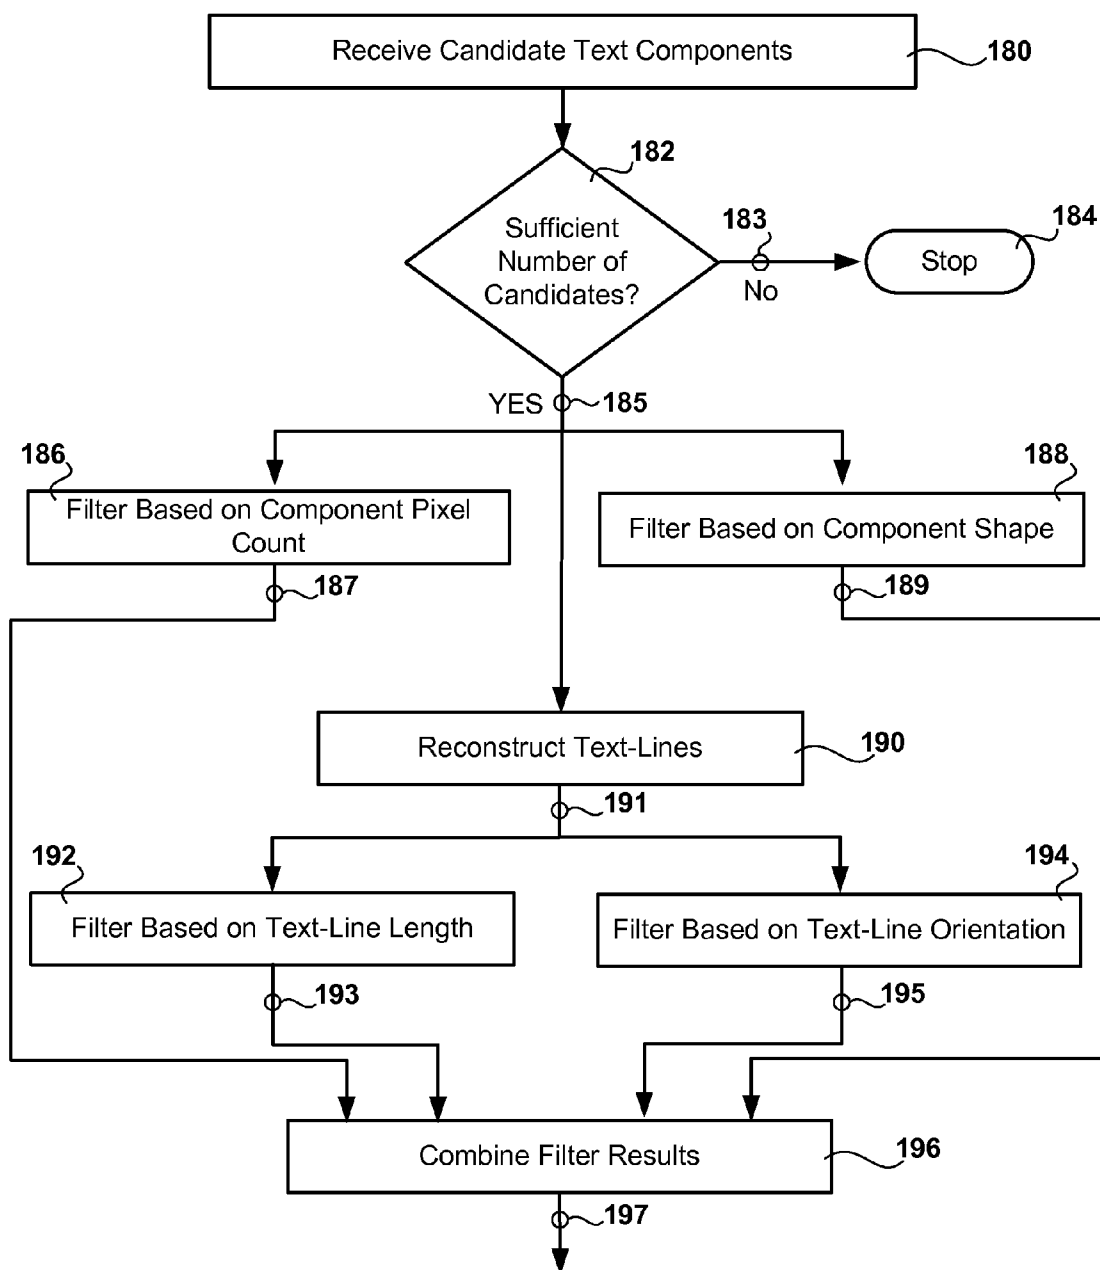 Receive Candidate Text Components
180
182
Sufficient
Number of
Candidates?
183
No
184
Stop
YES
185
186
Filter Based on Component Pixel
Count
187
188
Filter Based on Component Shape
189
Reconstruct Text-Lines
190
191
192
Filter Based on Text-Line Length
193
194
Filter Based on Text-Line Orientation
195
Combine Filter Results
196
197